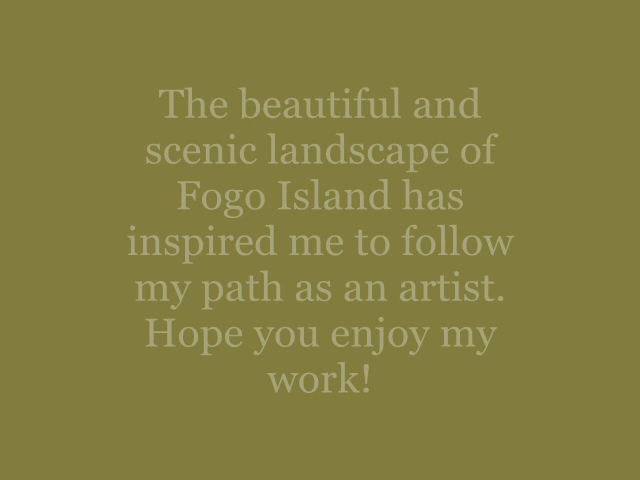 The beautiful and
scenic landscape of
Fogo Island has
inspired me to follow
my path as an artist.
Hope you enjoy my
work!